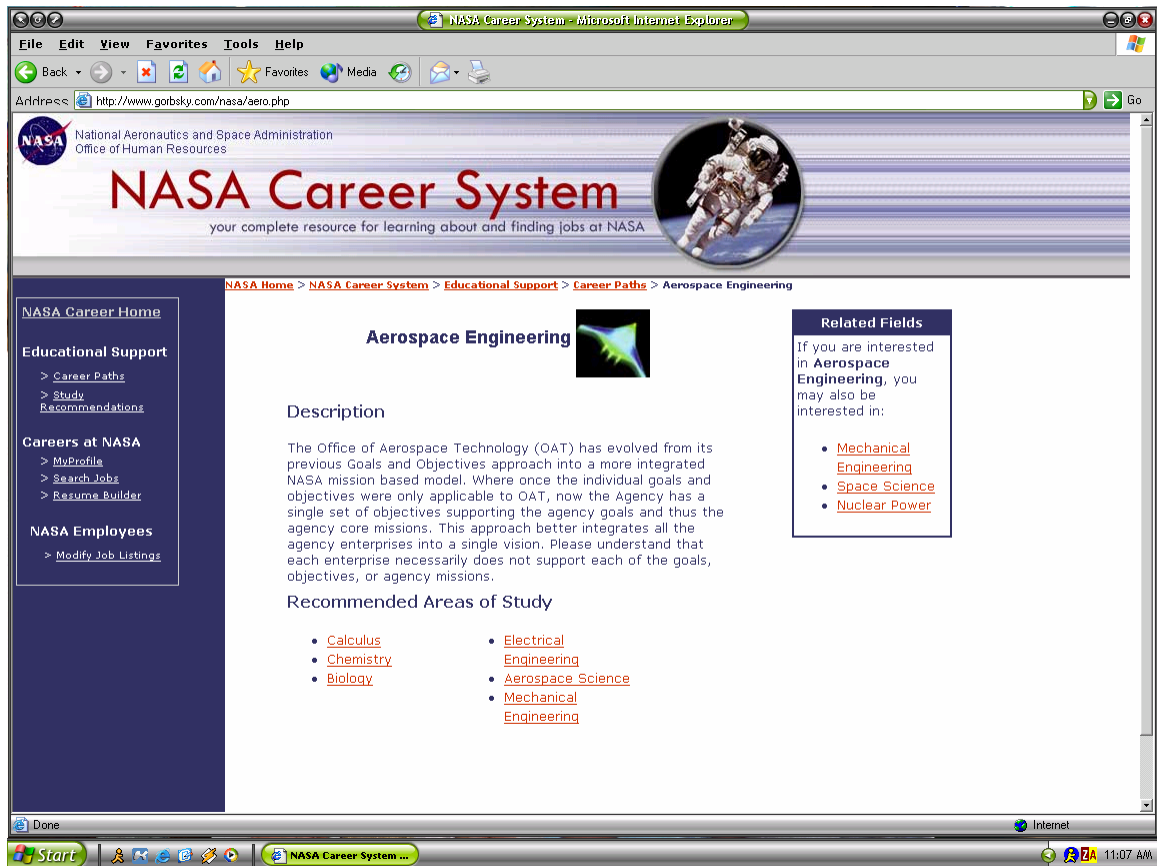 NASA Career System - Microsoft Internet Explorer
File Edit View Favorites Tools Help
Back Favorites Media
Address http://www.gorbsky.com/nasa/aero.php Go
NASA
National Aeronautics and Space Administration
Office of Human Resources
NASA Career System
your complete resource for learning about and finding jobs at NASA
NASA Home > NASA Career System > Educational Support > Career Paths > Aerospace Engineering
NASA Career Home
Educational Support
> Career Paths
> Study
Recommendations
Careers at NASA
> MyProfile
> Search Jobs
> Resume Builder
NASA Employees
> Modify Job Listings
Aerospace Engineering
Description
The Office of Aerospace Technology (OAT) has evolved from its
previous Goals and Objectives approach into a more integrated
NASA mission based model. Where once the individual goals and
objectives were only applicable to OAT, now the Agency has a
single set of objectives supporting the agency goals and thus the
agency core missions. This approach better integrates all the
agency enterprises into a single vision. Please understand that
each enterprise necessarily does not support each of the goals,
objectives, or agency missions.
Recommended Areas of Study
• Calculus
• Chemistry
• Biology
• Electrical
Engineering
• Aerospace Science
• Mechanical
Engineering
Related Fields
If you are interested
in Aerospace
Engineering, you
may also be
interested in:
• Mechanical
Engineering
• Space Science
• Nuclear Power
Done Internet
Start NASA Career System ... ZA 11:07 AM